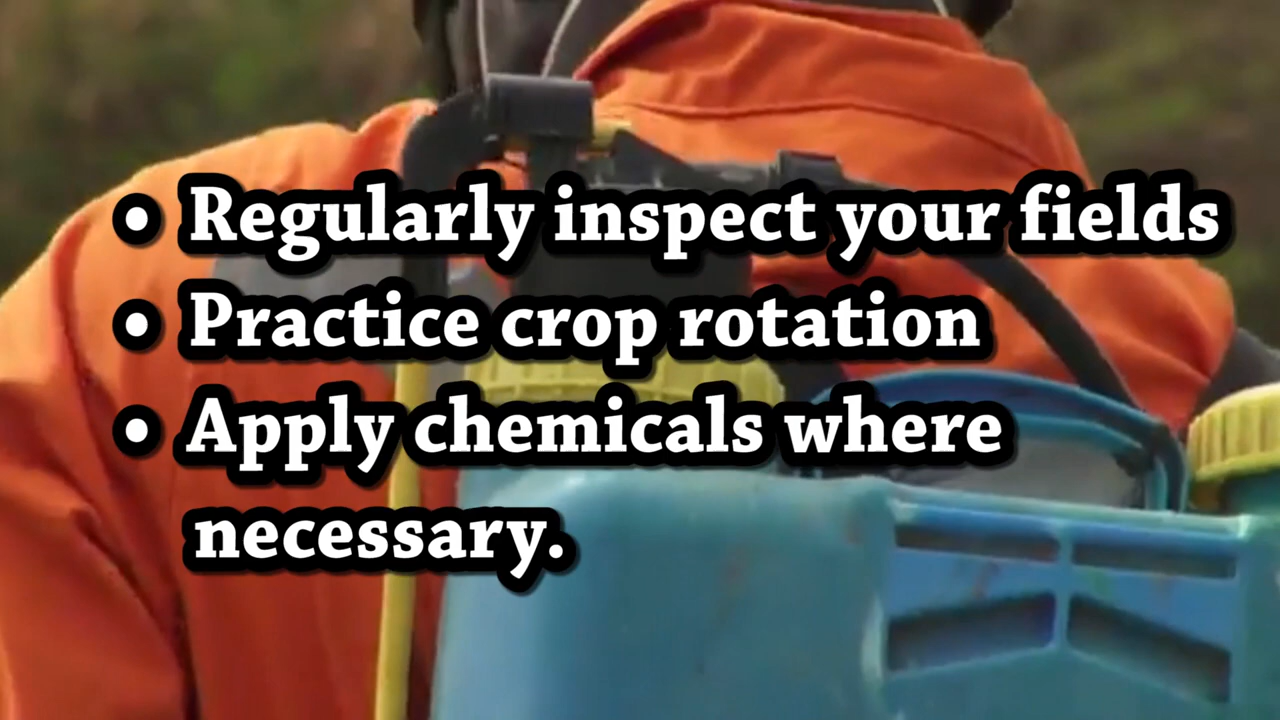 • Regularly inspect your fields
• Practice crop rotation
• Apply chemicals where
necessary.